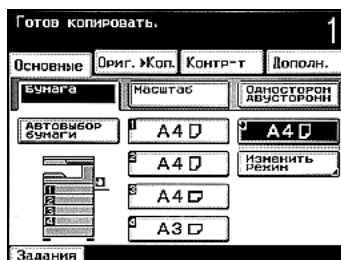 Готов копировать. 1
Основные Ориг.➤Коп. Контр-т Дополн.
Бумага Масштаб Односторон
Двусторонн
Автовыбор
бумаги
1 A4 A4
2 A4 Изменить
Режим
3 A4
4 A3
1
2
3
4
Задания